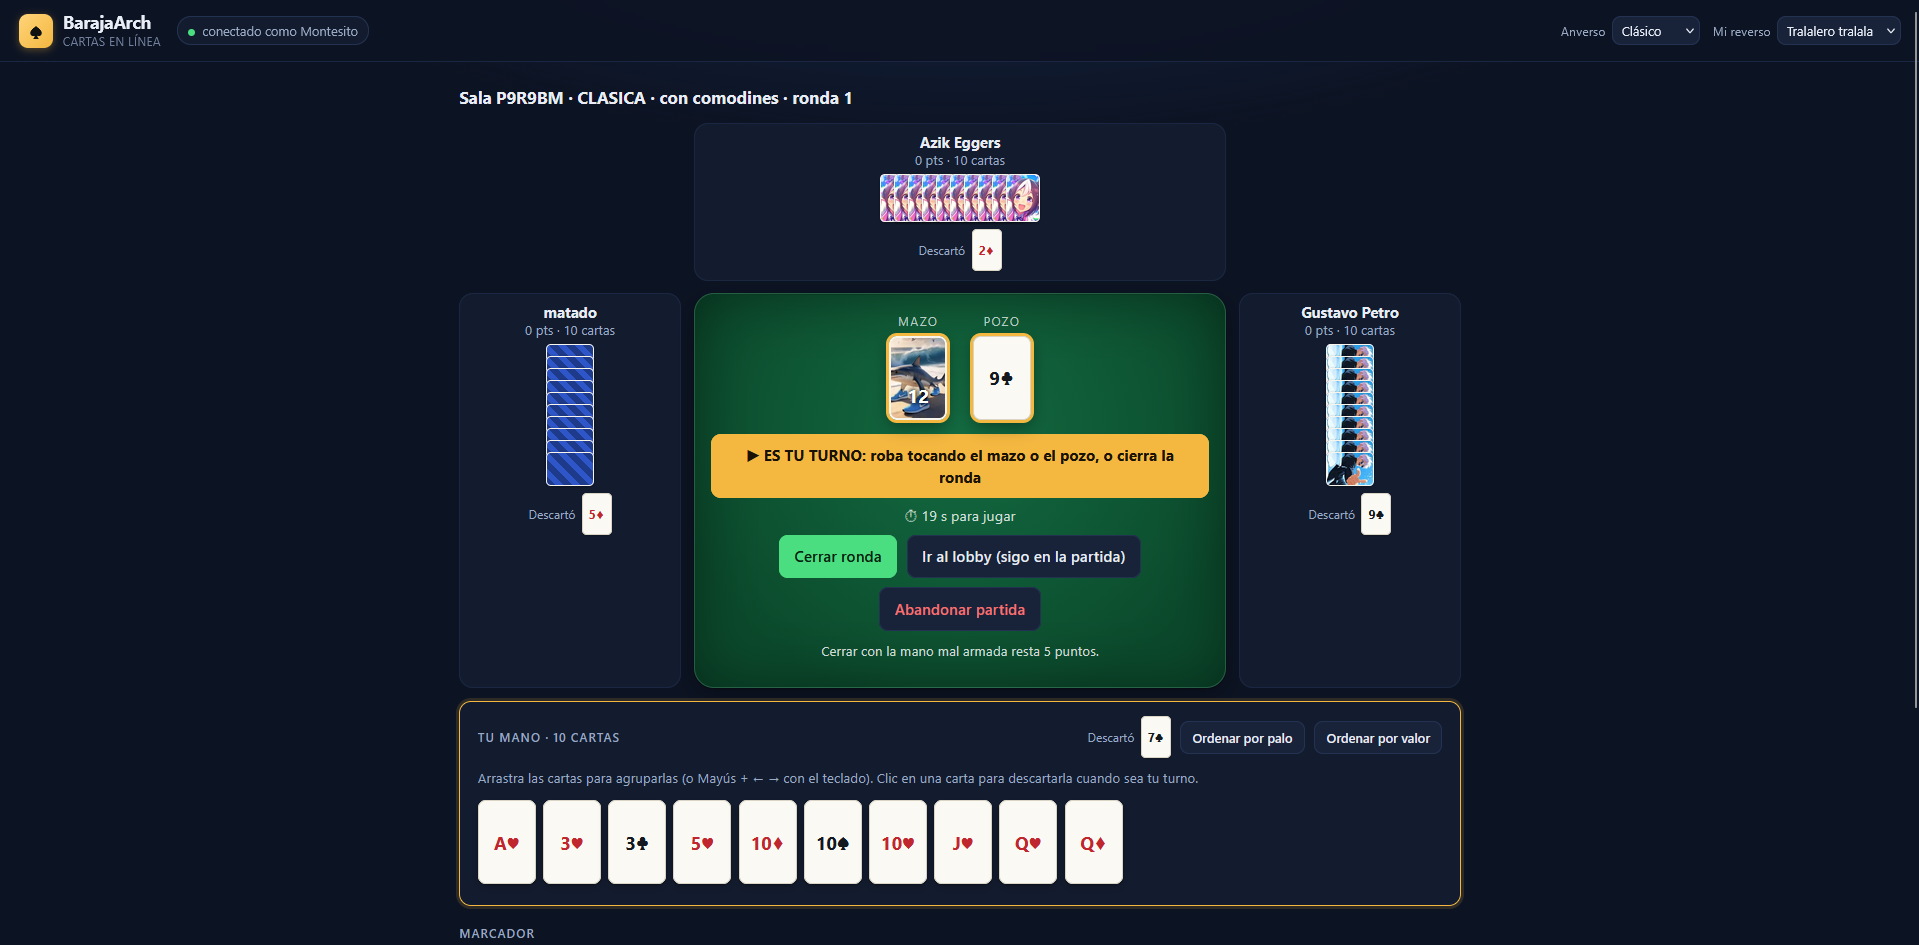 BarajaArch
CARTAS EN LÍNEA
conectado como Montesito
Anverso
Clásico
Mi reverso
Tralalero tralala
Sala P9R9BM · CLASICA · con comodines · ronda 1
Azik Eggers
0 pts · 10 cartas
Descartó
2♦
matado
0 pts · 10 cartas
Descartó
5♦
MAZO
POZO
12
9♣
▶ ES TU TURNO: roba tocando el mazo o el pozo, o cierra la
ronda
⏱ 19 s para jugar
Cerrar ronda
Ir al lobby (sigo en la partida)
Abandonar partida
Cerrar con la mano mal armada resta 5 puntos.
Gustavo Petro
0 pts · 10 cartas
Descartó
9♣
TU MANO · 10 CARTAS
Descartó
7♠
Ordenar por palo
Ordenar por valor
Arrastra las cartas para agruparlas (o Mayús + ← → con el teclado). Clic en una carta para descartarla cuando sea tu turno.
A♥ 3♥ 3♣ 5♥ 10♦ 10♠ 10♥ J♥ Q♥ Q♦
MARCADOR